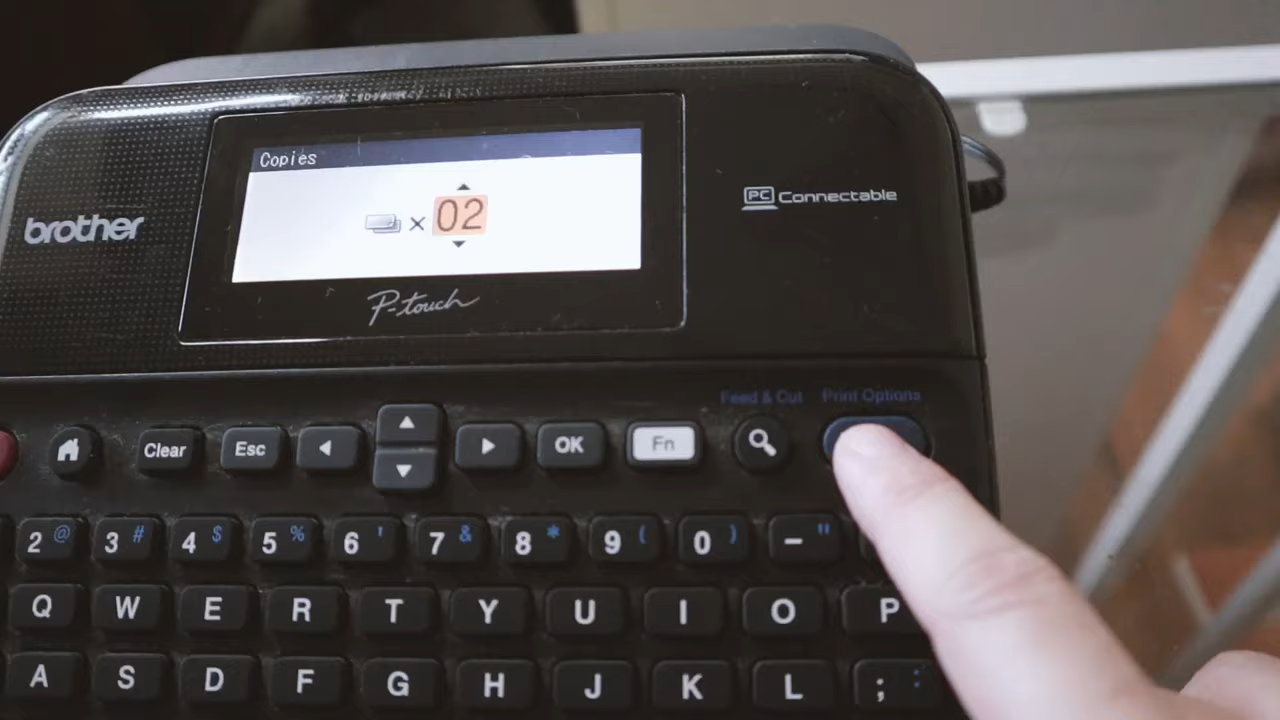 Copies
× 02
brother
PC Connectable
P-touch
Feed & Cut Print Options
Clear Esc OK Fn
2 @ 3 # 4 $ 5 % 6 ' 7 & 8 * 9 ( 0 ) - "
Q W E R T Y U I O P
A S D F G H J K L ; :